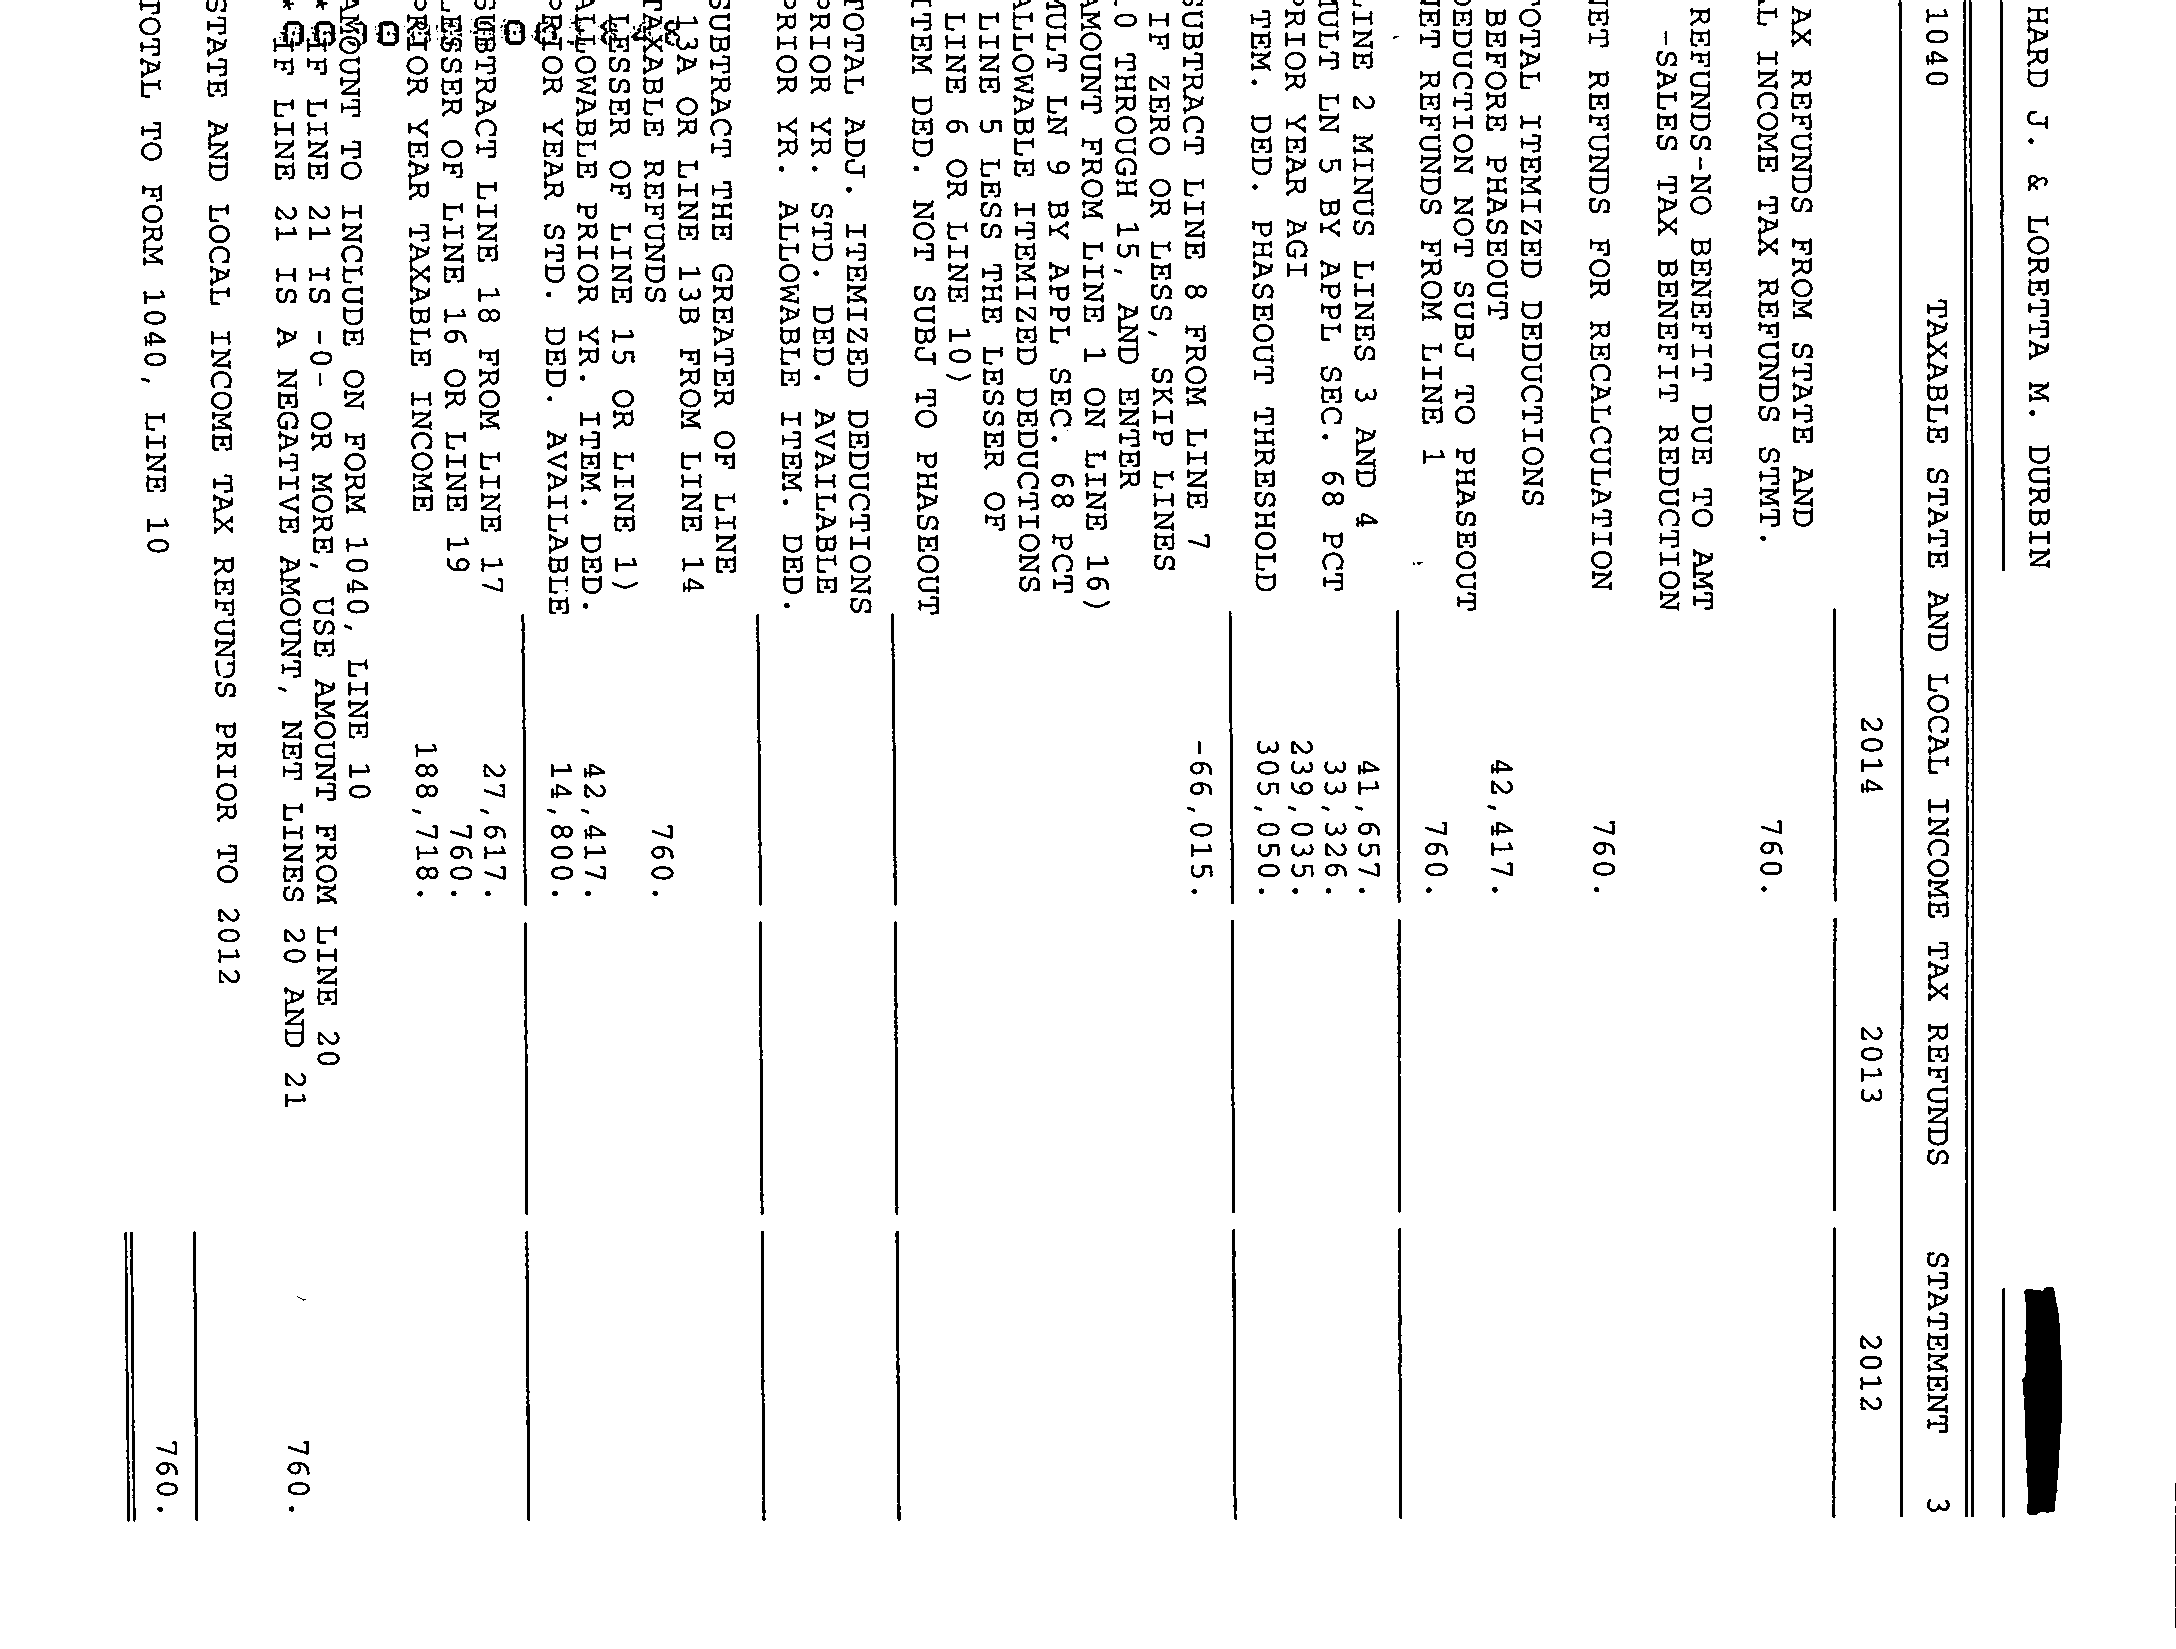 HARD J. & LORETTA M. DURBIN
1040 TAXABLE STATE AND LOCAL INCOME TAX REFUNDS STATEMENT 3
2014 2013 2012
AX REFUNDS FROM STATE AND
L INCOME TAX REFUNDS STMT. 760.
REFUNDS-NO BENEFIT DUE TO AMT
-SALES TAX BENEFIT REDUCTION
NET REFUNDS FOR RECALCULATION 760.
OTAL ITEMIZED DEDUCTIONS
BEFORE PHASEOUT 42,417.
DEDUCTION NOT SUBJ TO PHASEOUT
NET REFUNDS FROM LINE 1 760.
LINE 2 MINUS LINES 3 AND 4 41,657.
MULT LN 5 BY APPL SEC. 68 PCT 33,326.
PRIOR YEAR AGI 239,035.
TEM. DED. PHASEOUT THRESHOLD 305,050.
SUBTRACT LINE 8 FROM LINE 7 -66,015.
IF ZERO OR LESS, SKIP LINES
10 THROUGH 15, AND ENTER
AMOUNT FROM LINE 1 ON LINE 16)
MULT LN 9 BY APPL SEC. 68 PCT
ALLOWABLE ITEMIZED DEDUCTIONS
LINE 5 LESS THE LESSER OF
LINE 6 OR LINE 10)
ITEM DED. NOT SUBJ TO PHASEOUT
TOTAL ADJ. ITEMIZED DEDUCTIONS
PRIOR YR. STD. DED. AVAILABLE
PRIOR YR. ALLOWABLE ITEM. DED.
SUBTRACT THE GREATER OF LINE
13A OR LINE 13B FROM LINE 14
TAXABLE REFUNDS 760.
LESSER OF LINE 15 OR LINE 1)
ALLOWABLE PRIOR YR. ITEM. DED. 42,417.
PRIOR YEAR STD. DED. AVAILABLE 14,800.
SUBTRACT LINE 18 FROM LINE 17 27,617.
LESSER OF LINE 16 OR LINE 19 760.
PRIOR YEAR TAXABLE INCOME 188,718.
AMOUNT TO INCLUDE ON FORM 1040, LINE 10
* IF LINE 21 IS -0- OR MORE, USE AMOUNT FROM LINE 20
* IF LINE 21 IS A NEGATIVE AMOUNT, NET LINES 20 AND 21 760.
STATE AND LOCAL INCOME TAX REFUNDS PRIOR TO 2012
TOTAL TO FORM 1040, LINE 10 760.